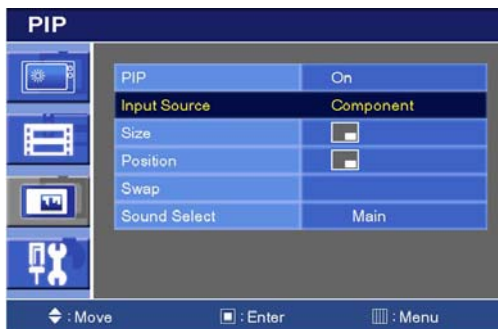 PIP
PIP On
Input Source Component
Size
Position
Swap
Sound Select Main
: Move : Enter : Menu